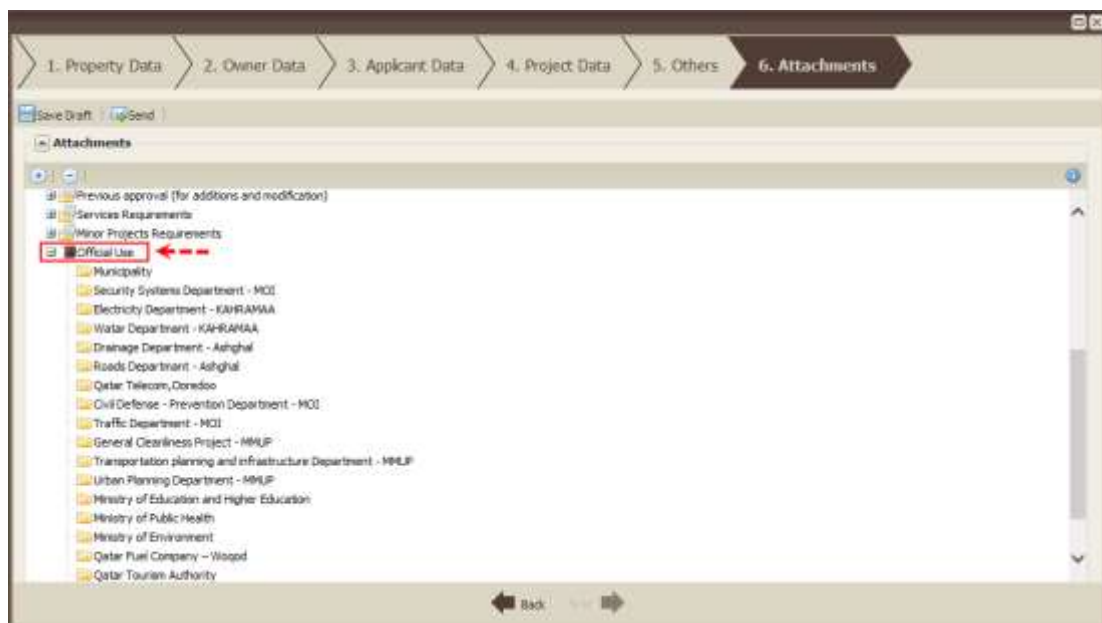 1. Property Data 2. Owner Data 3. Applicant Data 4. Project Data 5. Others 6. Attachments
Save Draft Send
Attachments
Previous approval (for additions and modification)
Services Requirements
Minor Projects Requirements
Official Use
Municipality
Security Systems Department - MOI
Electricity Department - KAHRAMAA
Water Department - KAHRAMAA
Drainage Department - Ashghal
Roads Department - Ashghal
Qatar Telecom, Ooredoo
Civil Defense - Prevention Department - MOI
Traffic Department - MOI
General Cleanliness Project - MMUP
Transportation planning and infrastructure Department - MMUP
Urban Planning Department - MMUP
Ministry of Education and Higher Education
Ministry of Public Health
Ministry of Environment
Qatar Fuel Company – Woqod
Qatar Tourism Authority
Back